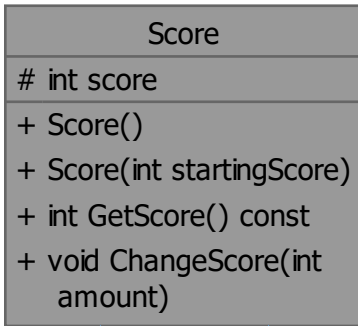 Score
# int score
+ Score()
+ Score(int startingScore)
+ int GetScore() const
+ void ChangeScore(int
amount)